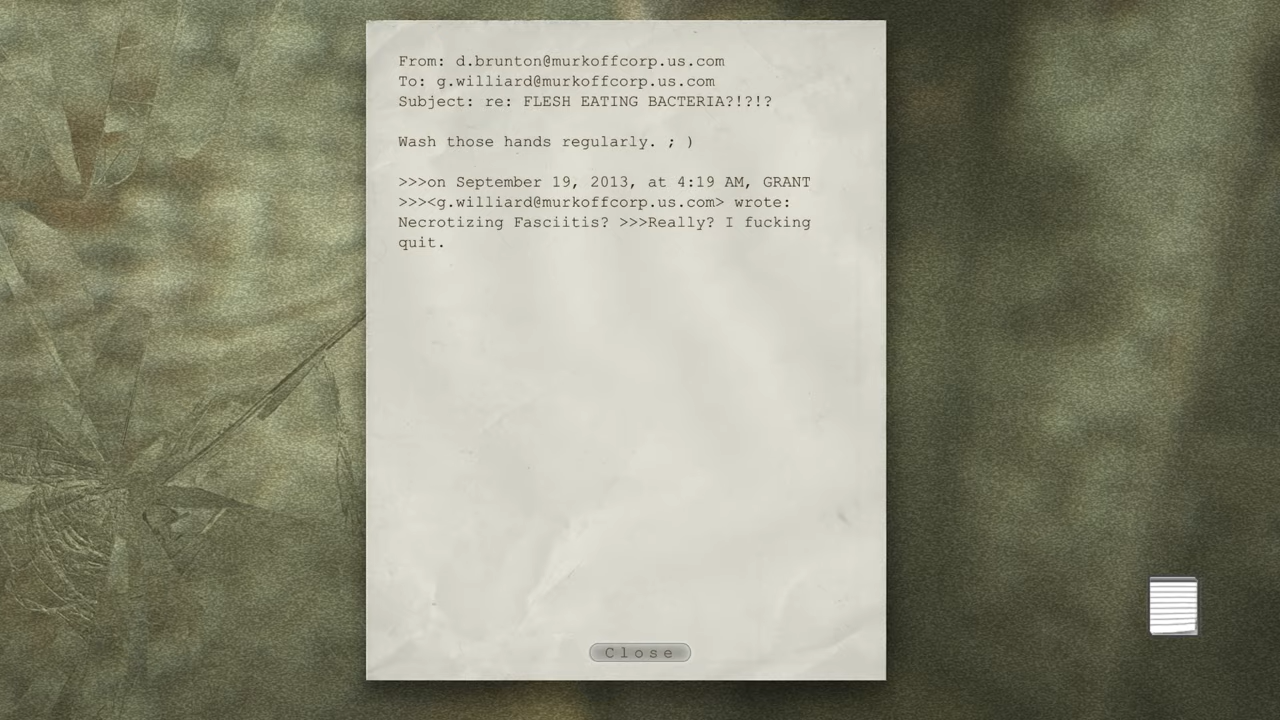 From: d.brunton@murkoffcorp.us.com
To: g.williard@murkoffcorp.us.com
Subject: re: FLESH EATING BACTERIA?!?!?
Wash those hands regularly. ; )
>>>on September 19, 2013, at 4:19 AM, GRANT
>>><g.williard@murkoffcorp.us.com> wrote:
Necrotizing Fasciitis? >>>Really? I fucking
quit.
Close